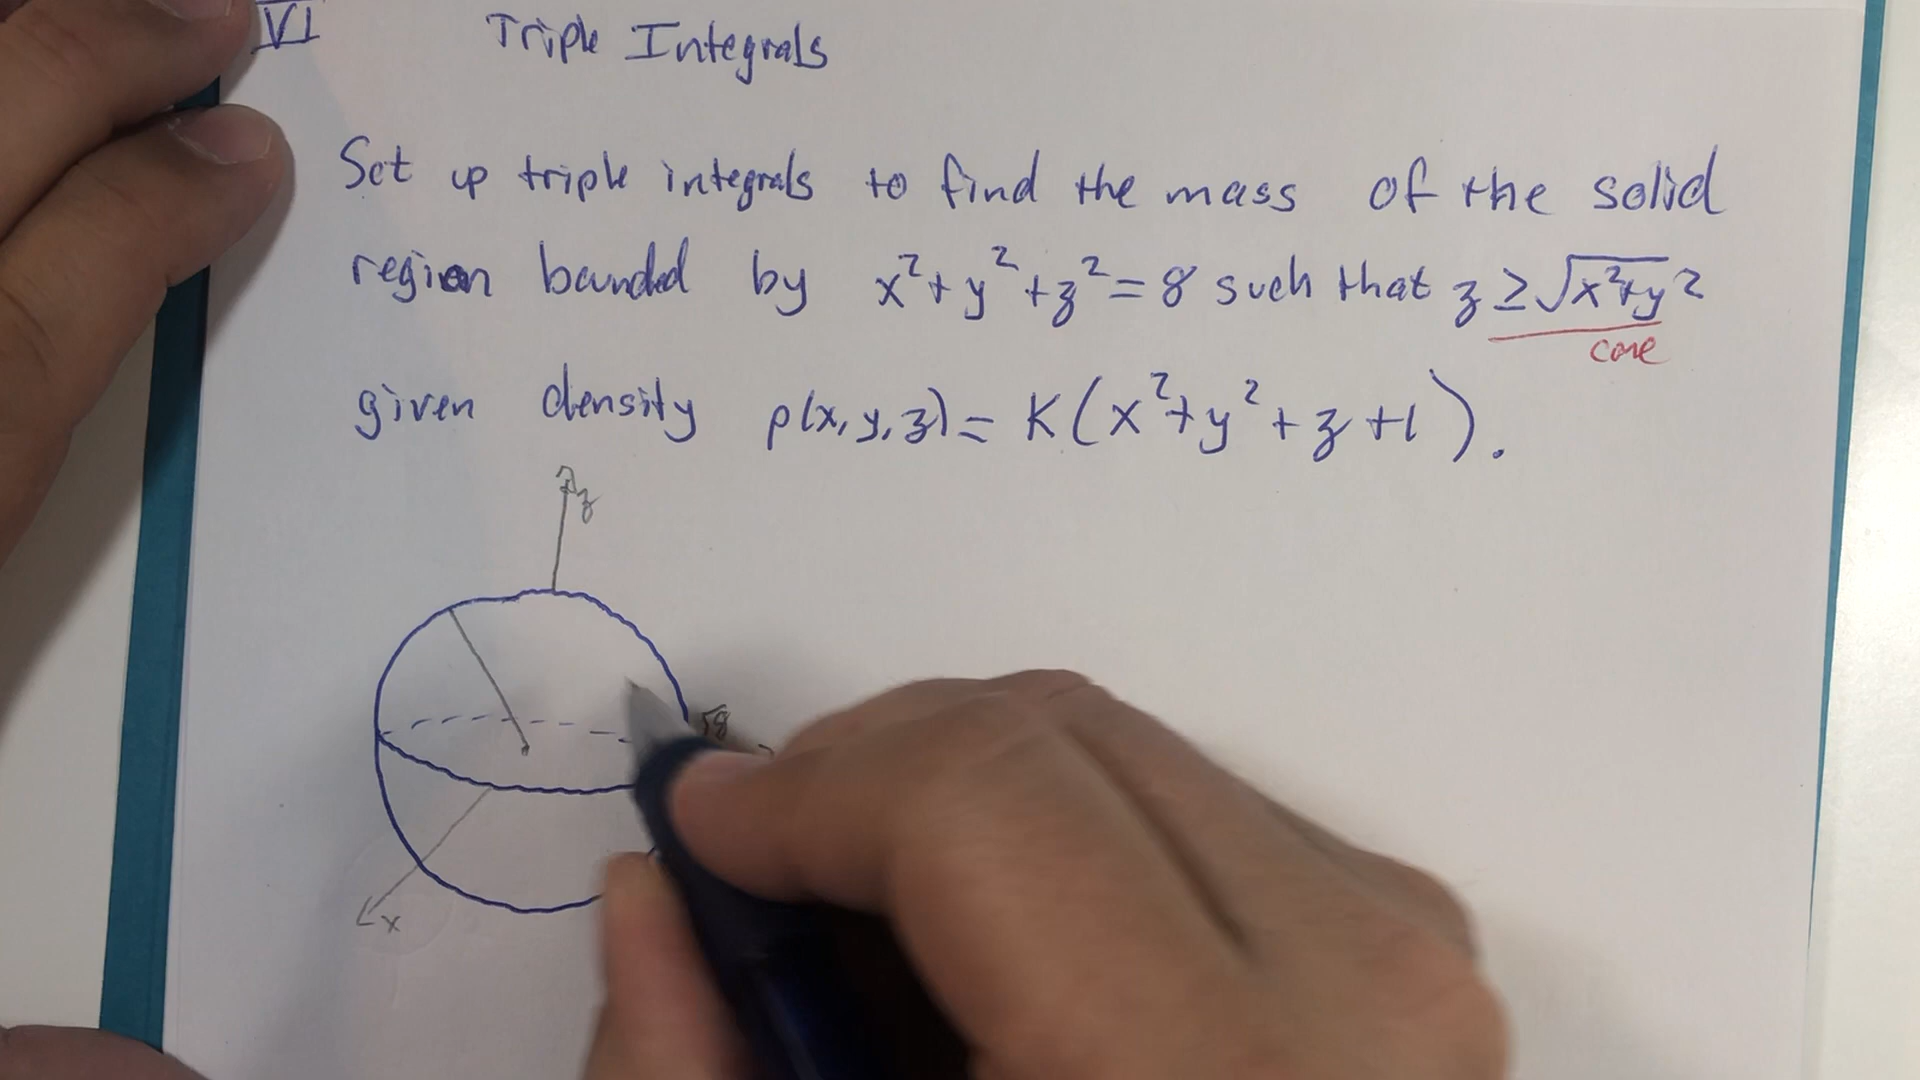 VI Triple Integrals
Set up triple integrals to find the mass of the solid
region bounded by x²+y²+z²=8 such that z≥√x²+y²
cone
given density ρ(x,y,z)=K(x²+y²+z+1).
z
√8
x